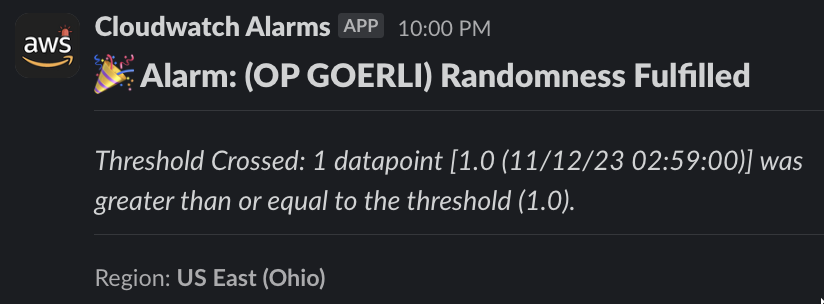 aws
Cloudwatch Alarms APP 10:00 PM
🎉 Alarm: (OP GOERLI) Randomness Fulfilled
Threshold Crossed: 1 datapoint [1.0 (11/12/23 02:59:00)] was
greater than or equal to the threshold (1.0).
Region: US East (Ohio)